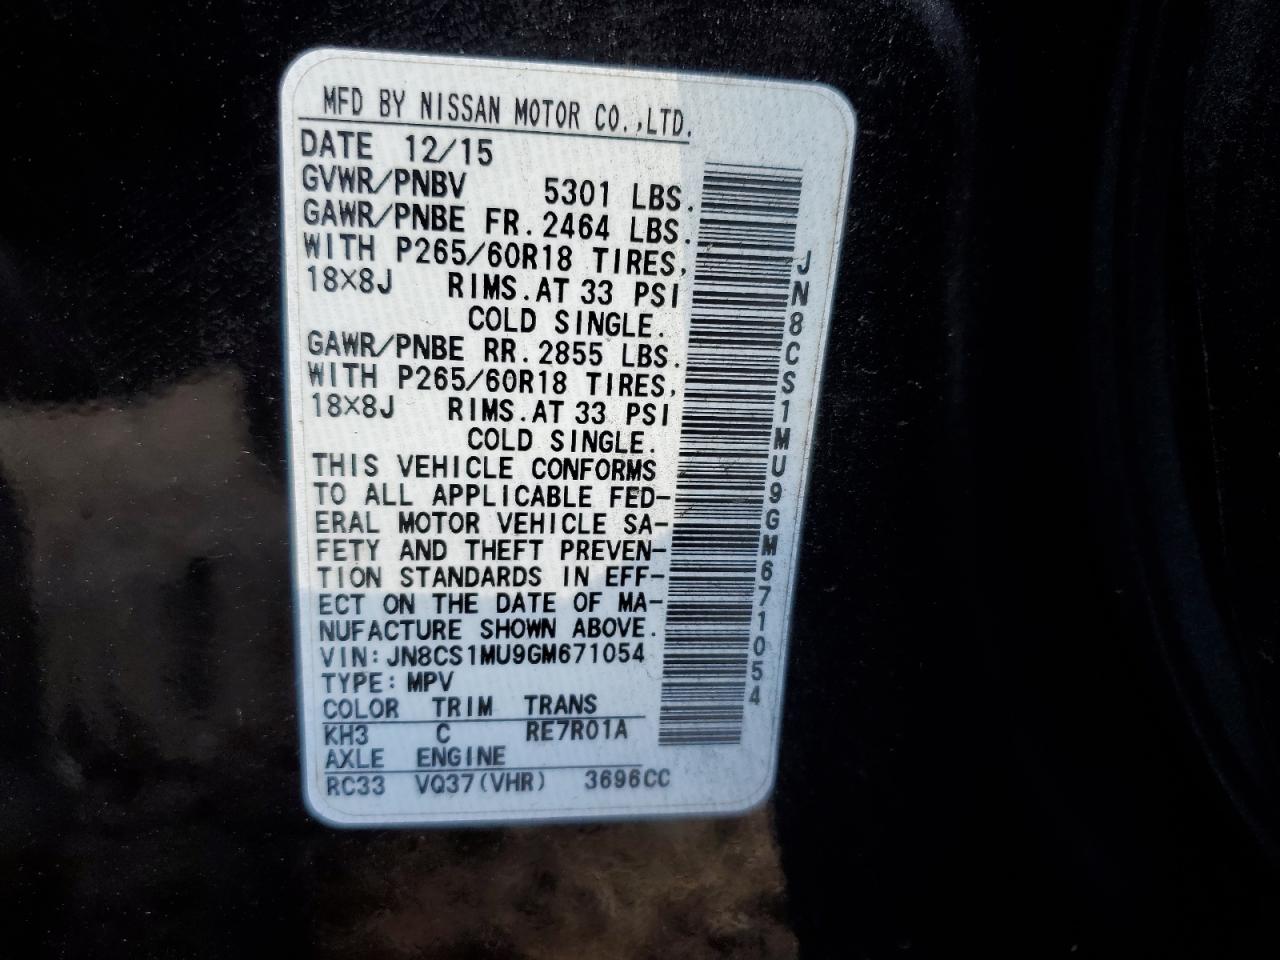 MFD BY NISSAN MOTOR CO.,LTD.
DATE 12/15
GVWR/PNBV 5301 LBS.
GAWR/PNBE FR.2464 LBS.
WITH P265/60R18 TIRES,
18X8J RIMS.AT 33 PSI
COLD SINGLE.
GAWR/PNBE RR.2855 LBS.
WITH P265/60R18 TIRES,
18X8J RIMS.AT 33 PSI
COLD SINGLE.
THIS VEHICLE CONFORMS
TO ALL APPLICABLE FED-
ERAL MOTOR VEHICLE SA-
FETY AND THEFT PREVEN-
TION STANDARDS IN EFF-
ECT ON THE DATE OF MA-
NUFACTURE SHOWN ABOVE.
VIN:JN8CS1MU9GM671054
TYPE:MPV
COLOR TRIM TRANS
KH3 C RE7R01A
AXLE ENGINE
RC33 VQ37(VHR) 3696CC
JN8CS1MU9GM671054